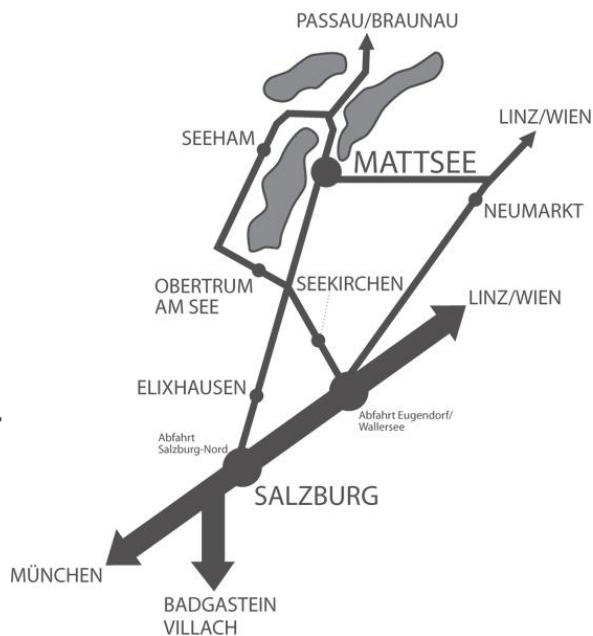 PASSAU/BRAUNAU
LINZ/WIEN
SEEHAM
MATTSEE
NEUMARKT
OBERTRUM
AM SEE
SEEKIRCHEN
LINZ/WIEN
ELIXHAUSEN
Abfahrt Eugendorf/
Wallersee
Abfahrt
Salzburg-Nord
SALZBURG
MÜNCHEN
BADGASTEIN
VILLACH